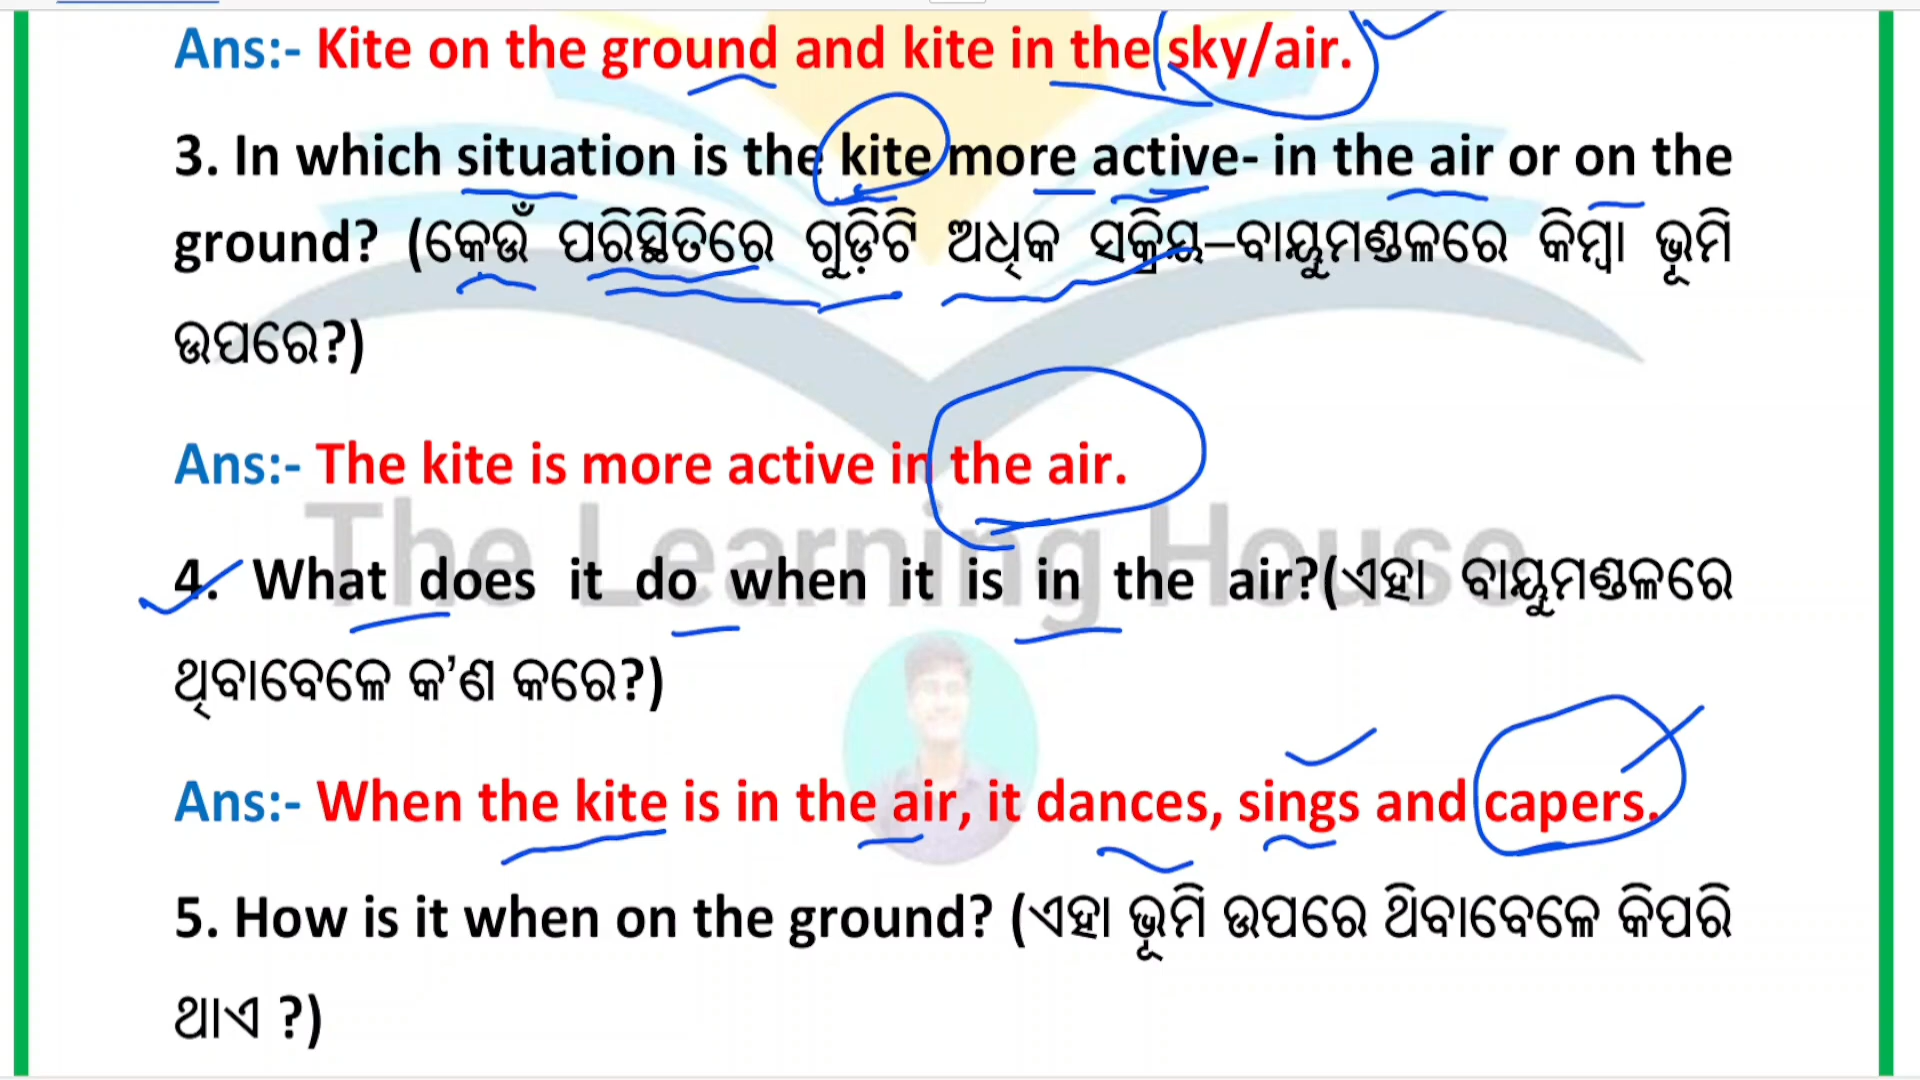 Ans:- Kite on the ground and kite in the sky/air.
3. In which situation is the kite more active- in the air or on the
ground? (କେଉଁ ପରିସ୍ଥିତିରେ ଗୁଡ଼ିଟି ଅଧିକ ସକ୍ରିୟ–ବାୟୁମଣ୍ଡଳରେ କିମ୍ବା ଭୂମି
ଉପରେ?)
Ans:- The kite is more active in the air.
The Learning House
4. What does it do when it is in the air?(ଏହା ବାୟୁମଣ୍ଡଳରେ
ଥିବାବେଳେ କ'ଣ କରେ?)
Ans:- When the kite is in the air, it dances, sings and capers.
5. How is it when on the ground? (ଏହା ଭୂମି ଉପରେ ଥିବାବେଳେ କିପରି
ଥାଏ ?)